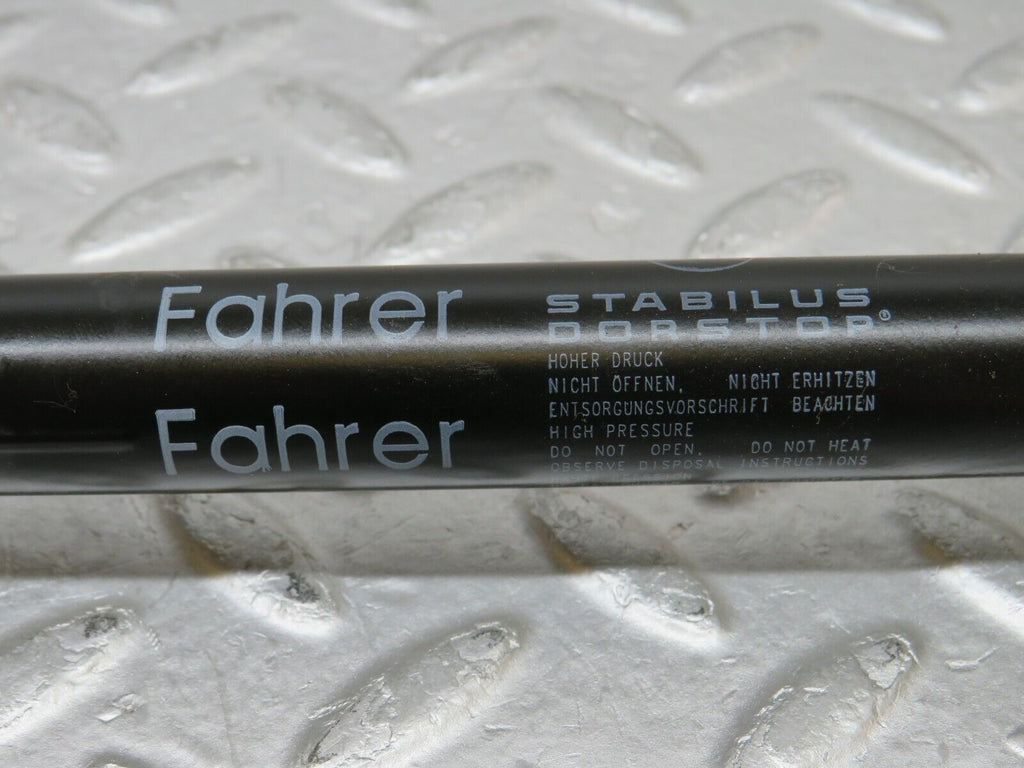 Fahrer
Fahrer
STABILUS
DORSTOP®
HOHER DRUCK
NICHT ÖFFNEN, NICHT ERHITZEN
ENTSORGUNGSVORSCHRIFT BEACHTEN
HIGH PRESSURE
DO NOT OPEN, DO NOT HEAT
OBSERVE DISPOSAL INSTRUCTIONS